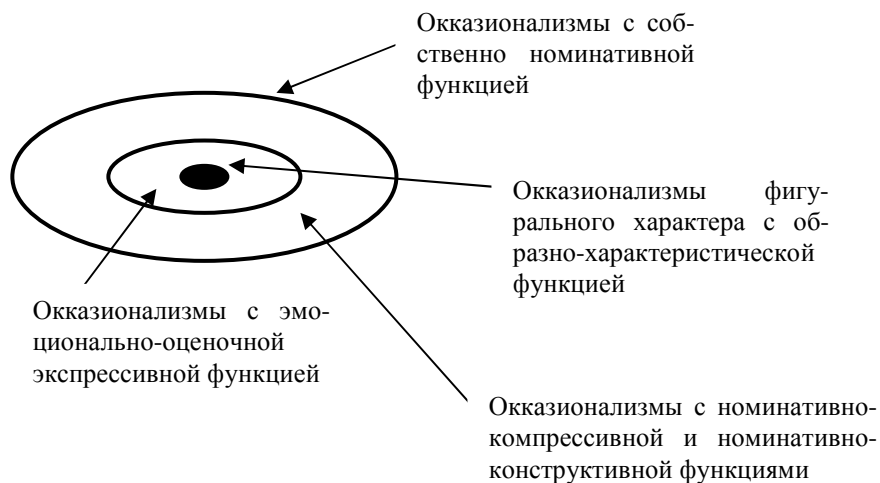 Окказионализмы с соб-
ственно номинативной
функцией
Окказионализмы фигу-
рального характера с об-
разно-характеристической
функцией
Окказионализмы с эмо-
ционально-оценочной
экспрессивной функцией
Окказионализмы с номинативно-
компрессивной и номинативно-
конструктивной функциями